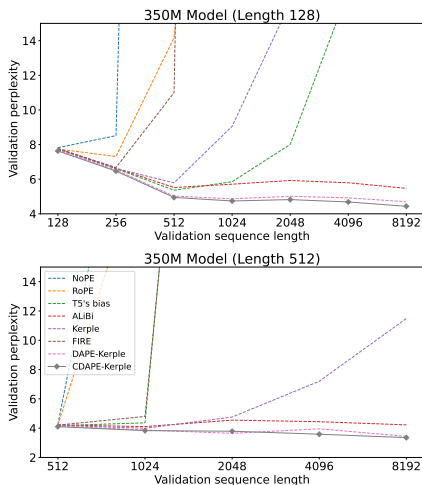 350M Model (Length 128)
Validation perplexity
14
12
10
8
6
4
128 256 512 1024 2048 4096 8192
Validation sequence length
350M Model (Length 512)
Validation perplexity
14
12
10
8
6
4
2
NoPE
RoPE
T5's bias
ALiBi
Kerple
FIRE
DAPE-Kerple
CDAPE-Kerple
512 1024 2048 4096 8192
Validation sequence length